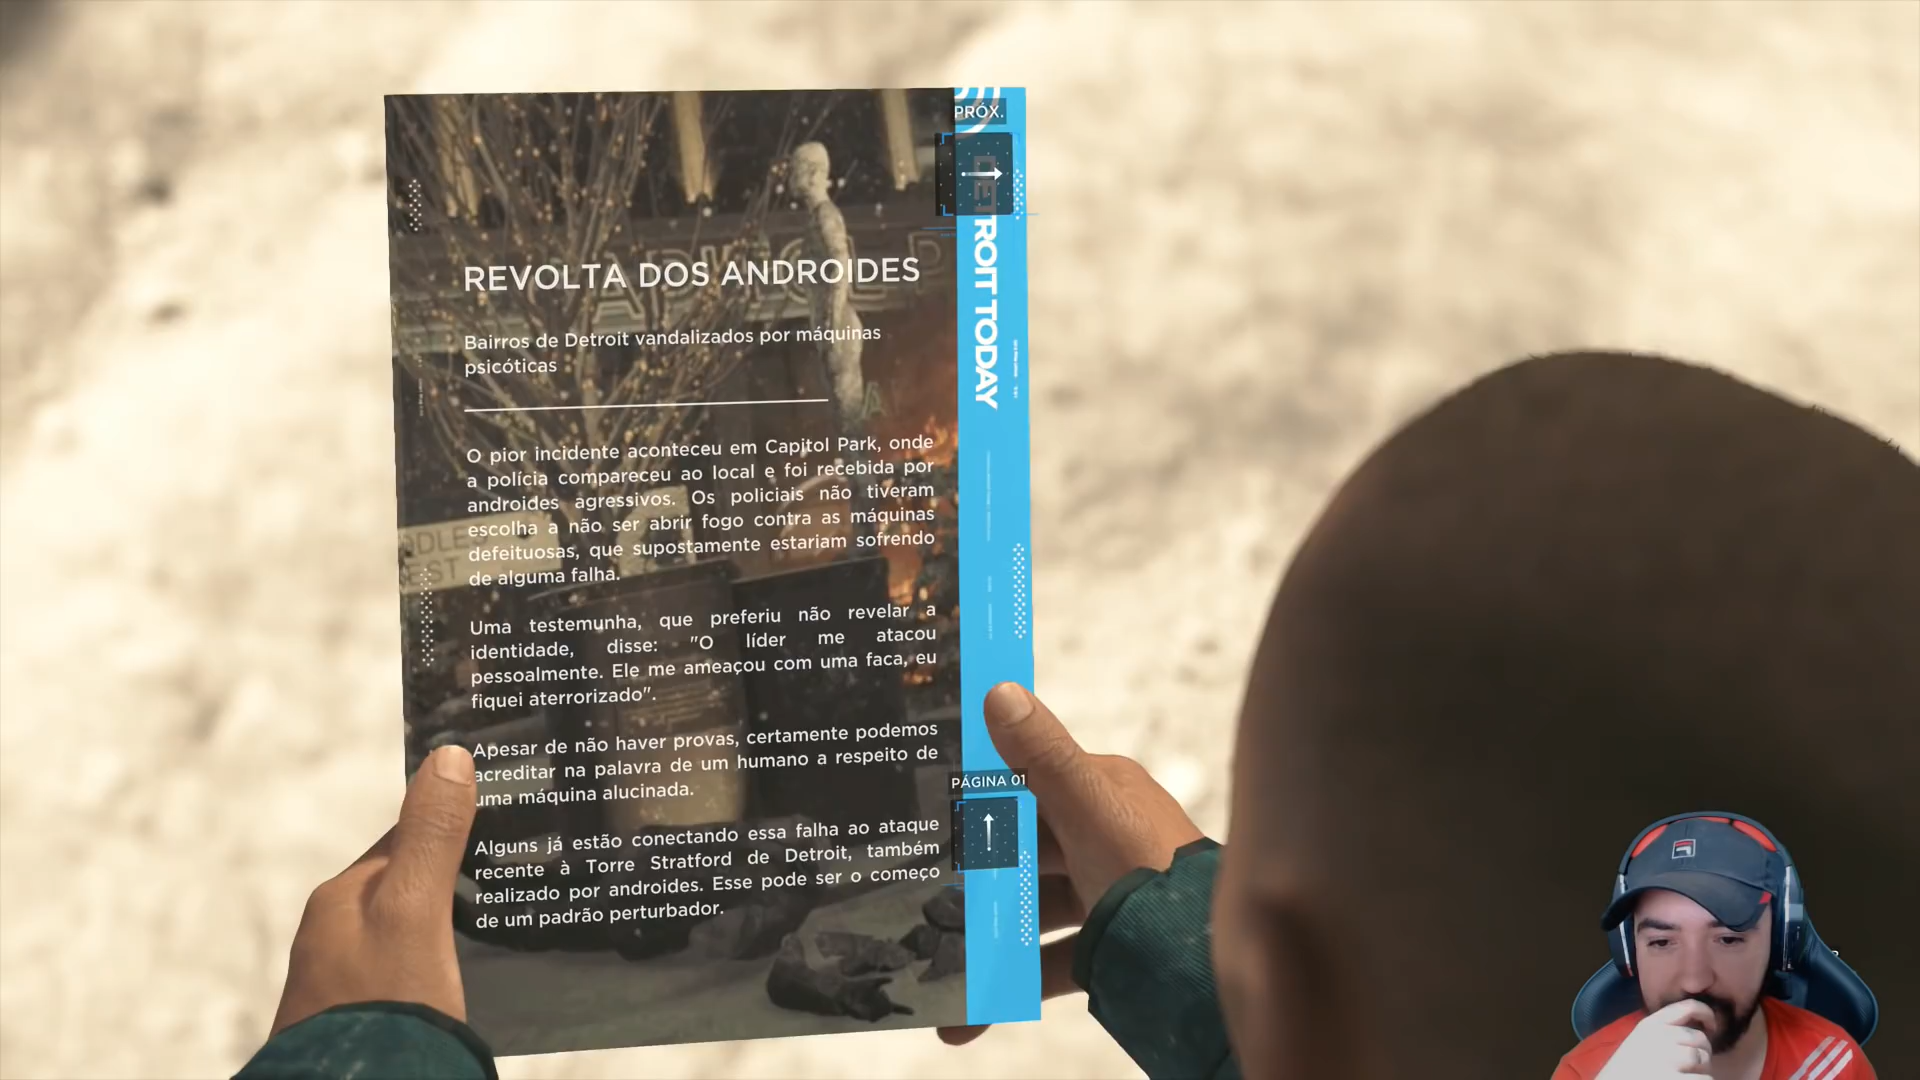 PRÓX.
DETROIT TODAY
REVOLTA DOS ANDROIDES
Bairros de Detroit vandalizados por máquinas
psicóticas
O pior incidente aconteceu em Capitol Park, onde
a polícia compareceu ao local e foi recebida por
androides agressivos. Os policiais não tiveram
escolha a não ser abrir fogo contra as máquinas
defeituosas, que supostamente estariam sofrendo
de alguma falha.
Uma testemunha, que preferiu não revelar a
identidade, disse: "O líder me atacou
pessoalmente. Ele me ameaçou com uma faca, eu
fiquei aterrorizado".
Apesar de não haver provas, certamente podemos
acreditar na palavra de um humano a respeito de
uma máquina alucinada.
PÁGINA 01
Alguns já estão conectando essa falha ao ataque
recente à Torre Stratford de Detroit, também
realizado por androides. Esse pode ser o começo
de um padrão perturbador.